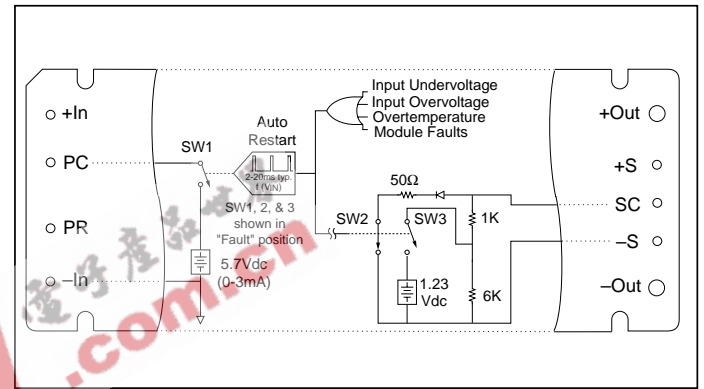 Input Undervoltage
Input Overvoltage
Overtemperature
Module Faults
+In
PC
PR
–In
SW1
Auto
Restart
2-20ms typ.
f (VIN)
SW1, 2, & 3
shown in
"Fault" position
5.7Vdc
(0-3mA)
50Ω
SW2
SW3
1K
6K
1.23
Vdc
+Out
+S
SC
–S
–Out
.com.cn